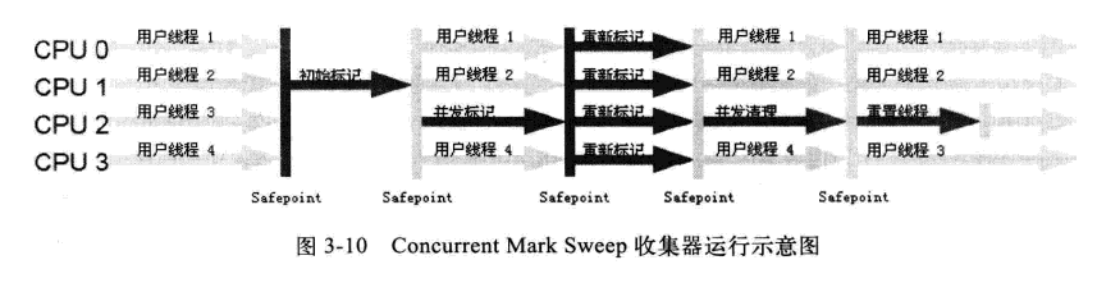 CPU 0 用户线程 1 用户线程 1 重新标记 用户线程 1 用户线程 1
CPU 1 用户线程 2 初始标记 用户线程 2 重新标记 用户线程 2 用户线程 2
CPU 2 用户线程 3 并发标记 重新标记 并发清理 重置线程
CPU 3 用户线程 4 用户线程 4 重新标记 用户线程 4 用户线程 3
Safepoint Safepoint Safepoint Safepoint Safepoint
图 3-10 Concurrent Mark Sweep 收集器运行示意图